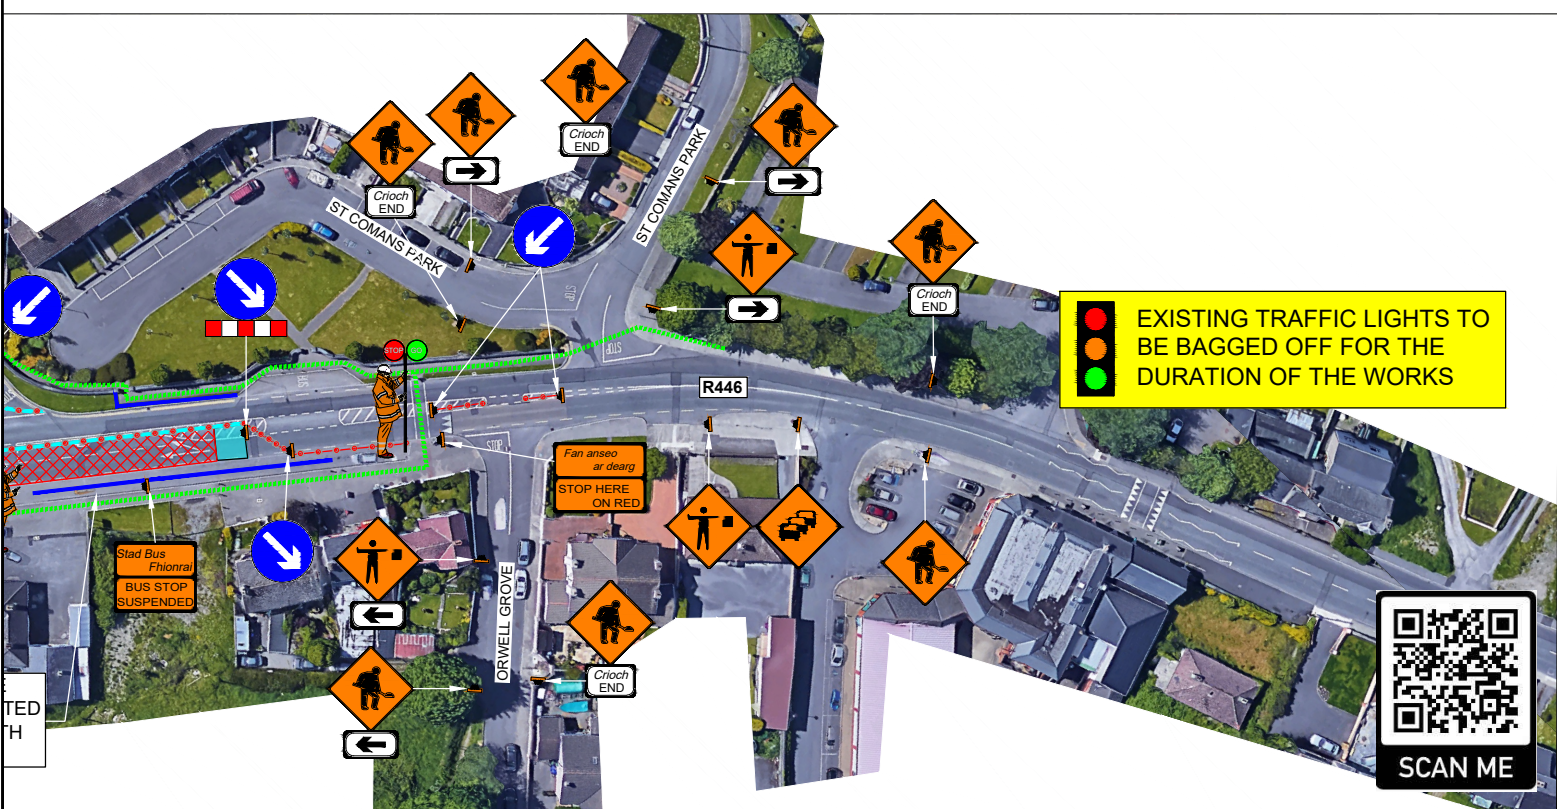 Crioch
END
Crioch
END
ST COMANS PARK
ST COMANS PARK
Crioch
END
EXISTING TRAFFIC LIGHTS TO
BE BAGGED OFF FOR THE
DURATION OF THE WORKS
STOP
GO
STOP
STOP
R446
STOP
Fan anseo
ar dearg
STOP HERE
ON RED
Stad Bus
Fhionrai
BUS STOP
SUSPENDED
ORWELL GROVE
Crioch
END
TED
TH
SCAN ME